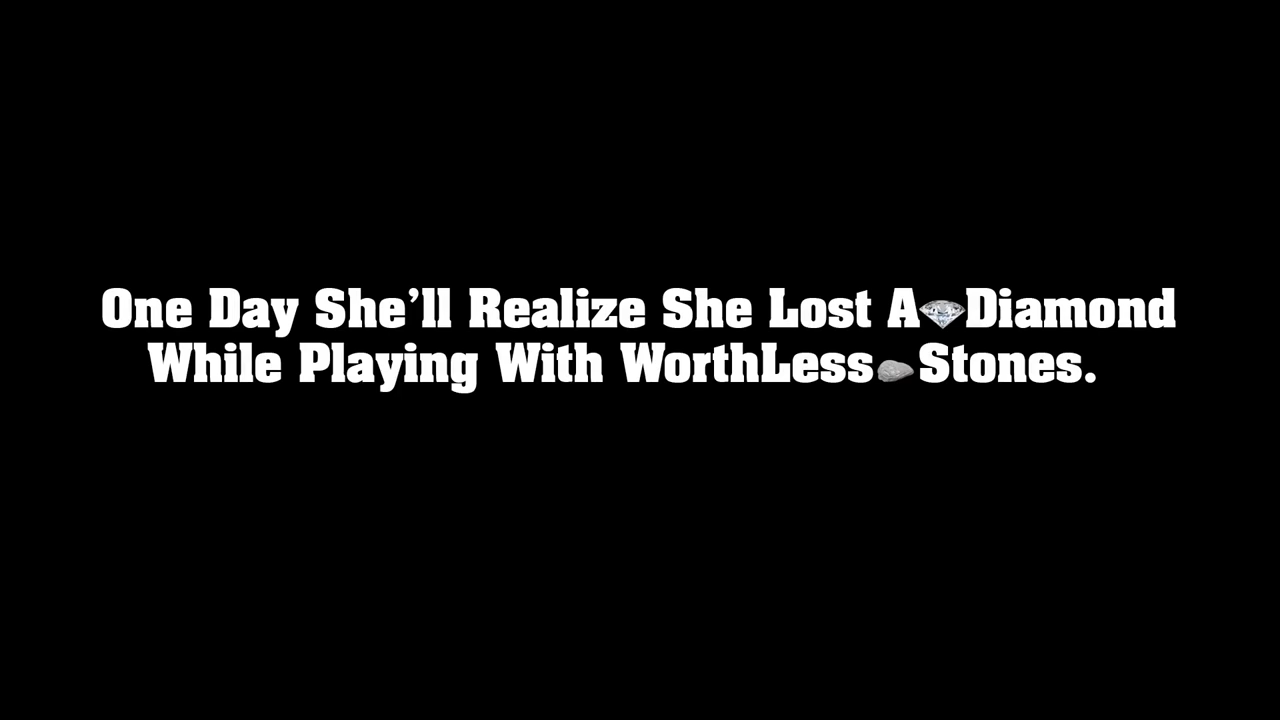 One Day She’ll Realize She Lost A💎Diamond
While Playing With WorthLess🪨Stones.